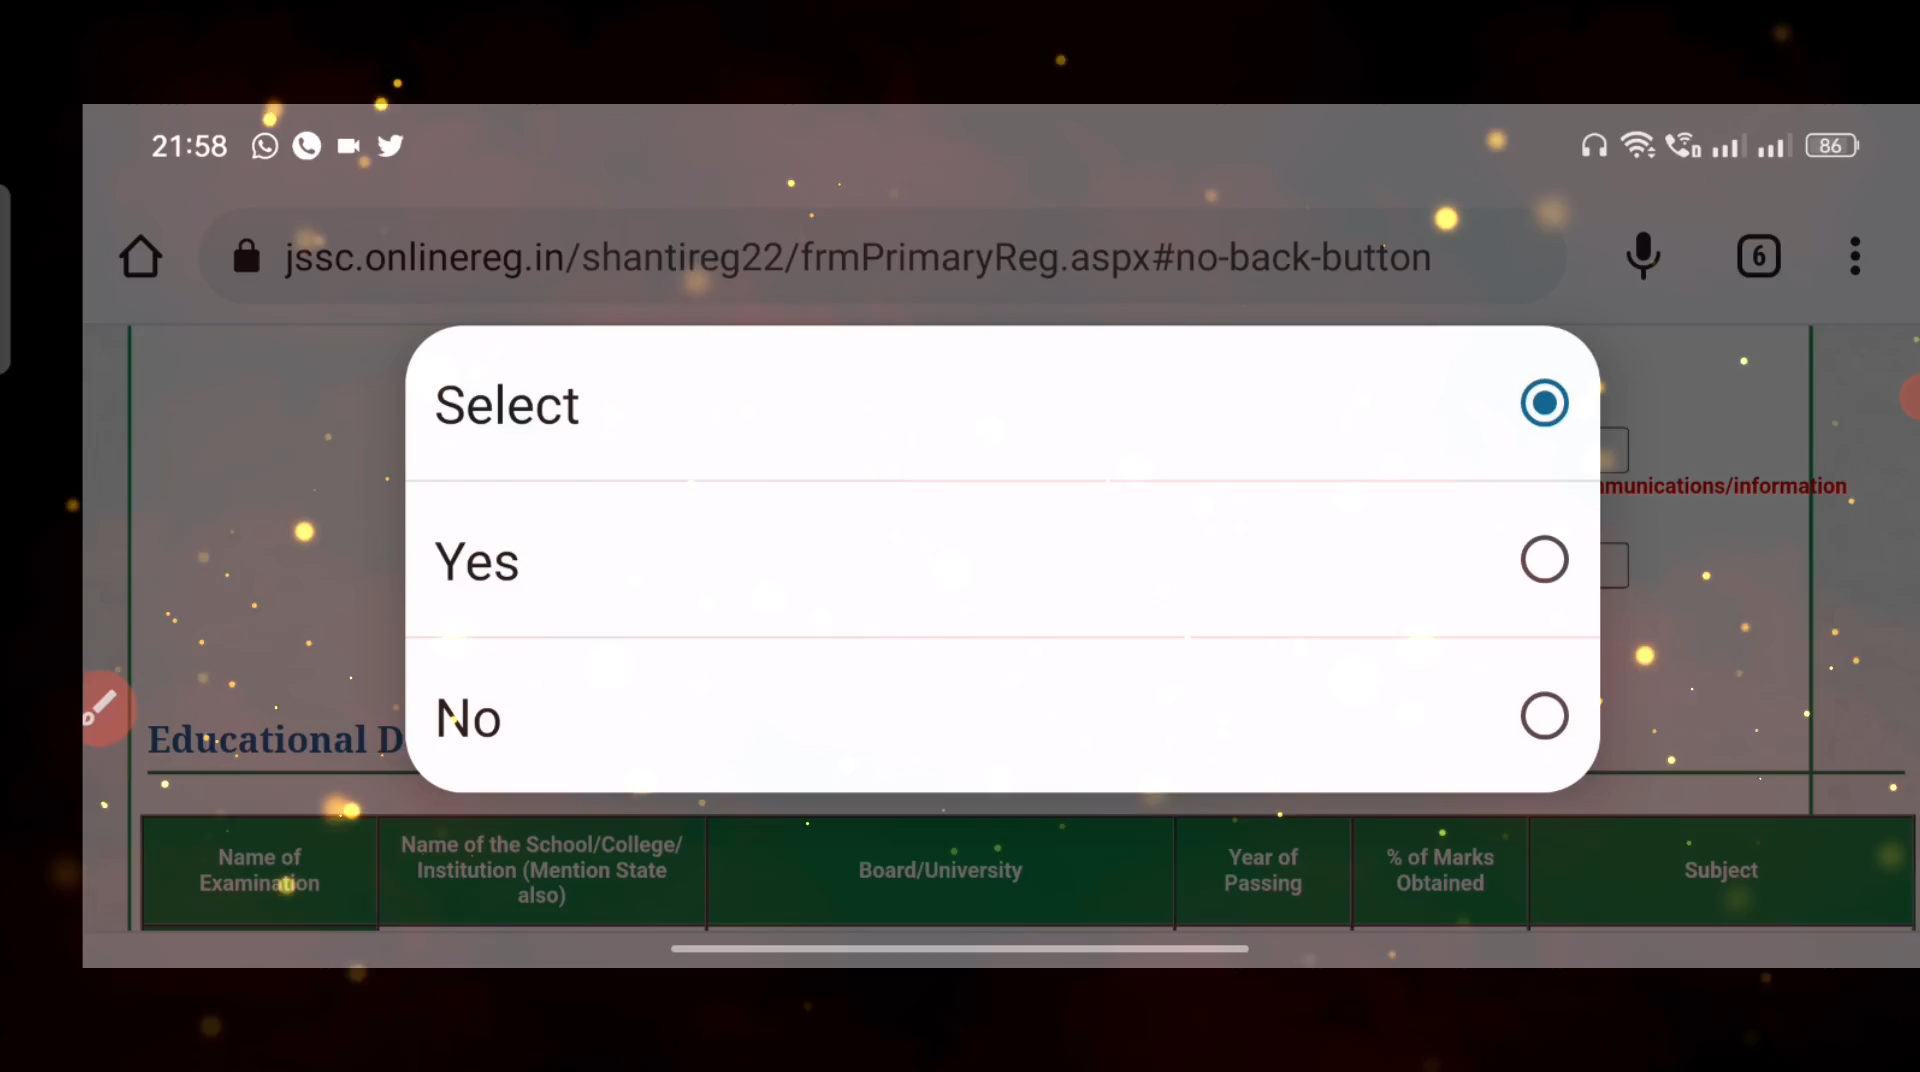 21:58
86
jssc.onlinereg.in/shantireg22/frmPrimaryReg.aspx#no-back-button
6
Select
Yes
No
mmunications/information
Educational D
Name of
Examination
Name of the School/College/
Institution (Mention State
also)
Board/University
Year of
Passing
% of Marks
Obtained
Subject